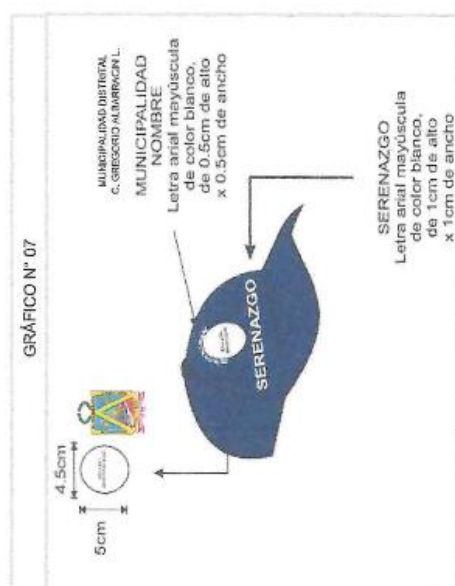 GRÁFICO N° 07
4.5cm
5cm
MUNICIPALIDAD DISTRITAL
C. GREGORIO ALBARRACIN L.
MUNICIPALIDAD
NOMBRE
Letra arial mayúscula
de color blanco,
de 0.5cm de alto
x 0.5cm de ancho
SERENAZGO
SERENAZGO
Letra arial mayúscula
de color blanco,
de 1cm de alto
x 1cm de ancho